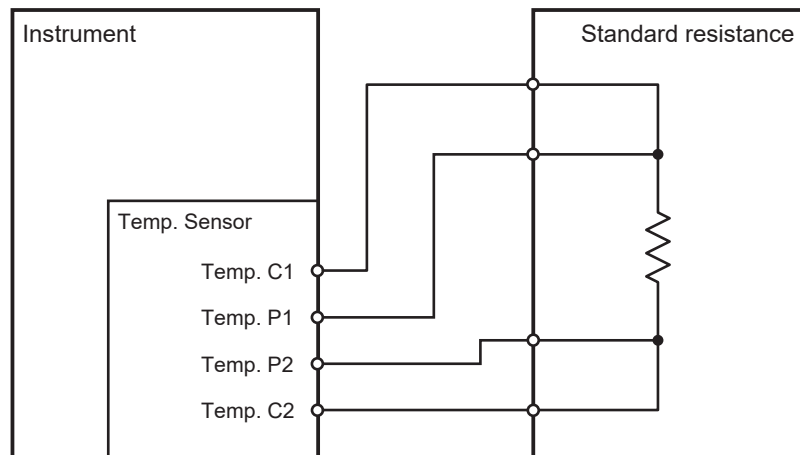 Instrument
Standard resistance
Temp. Sensor
Temp. C1
Temp. P1
Temp. P2
Temp. C2